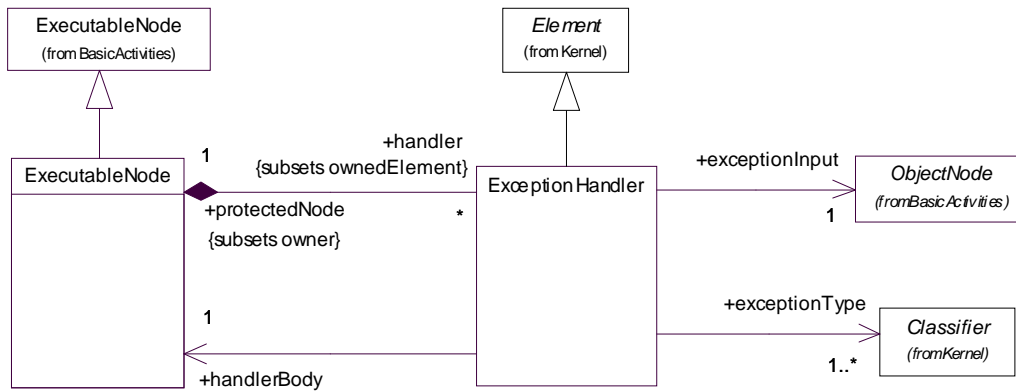 ExecutableNode
(from BasicActivities)
Element
(from Kernel)
1
+handler
{subsets ownedElement}
+exceptionInput
ExecutableNode
ExceptionHandler
ObjectNode
(fromBasicActivities)
+protectedNode
*
1
{subsets owner}
+exceptionType
1
Classifier
(fromKernel)
1..*
+handlerBody